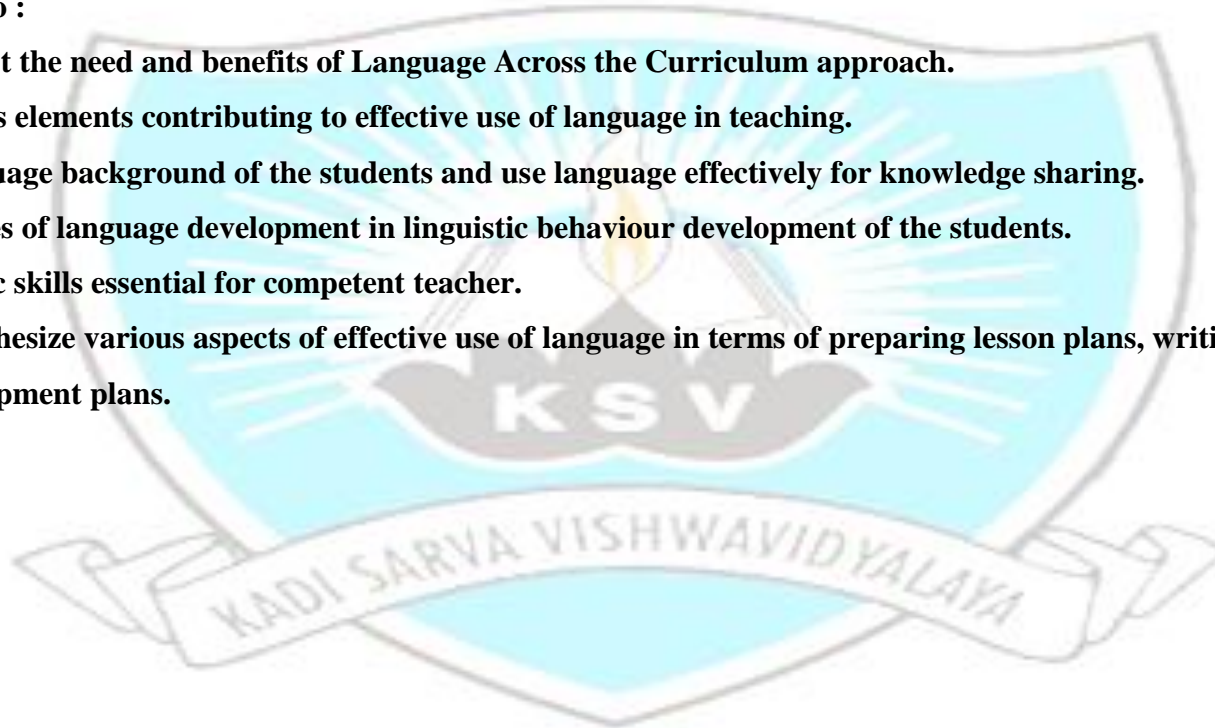 o :
t the need and benefits of Language Across the Curriculum approach.
s elements contributing to effective use of language in teaching.
uage background of the students and use language effectively for knowledge sharing.
es of language development in linguistic behaviour development of the students.
c skills essential for competent teacher.
hesize various aspects of effective use of language in terms of preparing lesson plans, writi
pment plans.
KSV
KADI SARVA VISHWAVIDYALAYA